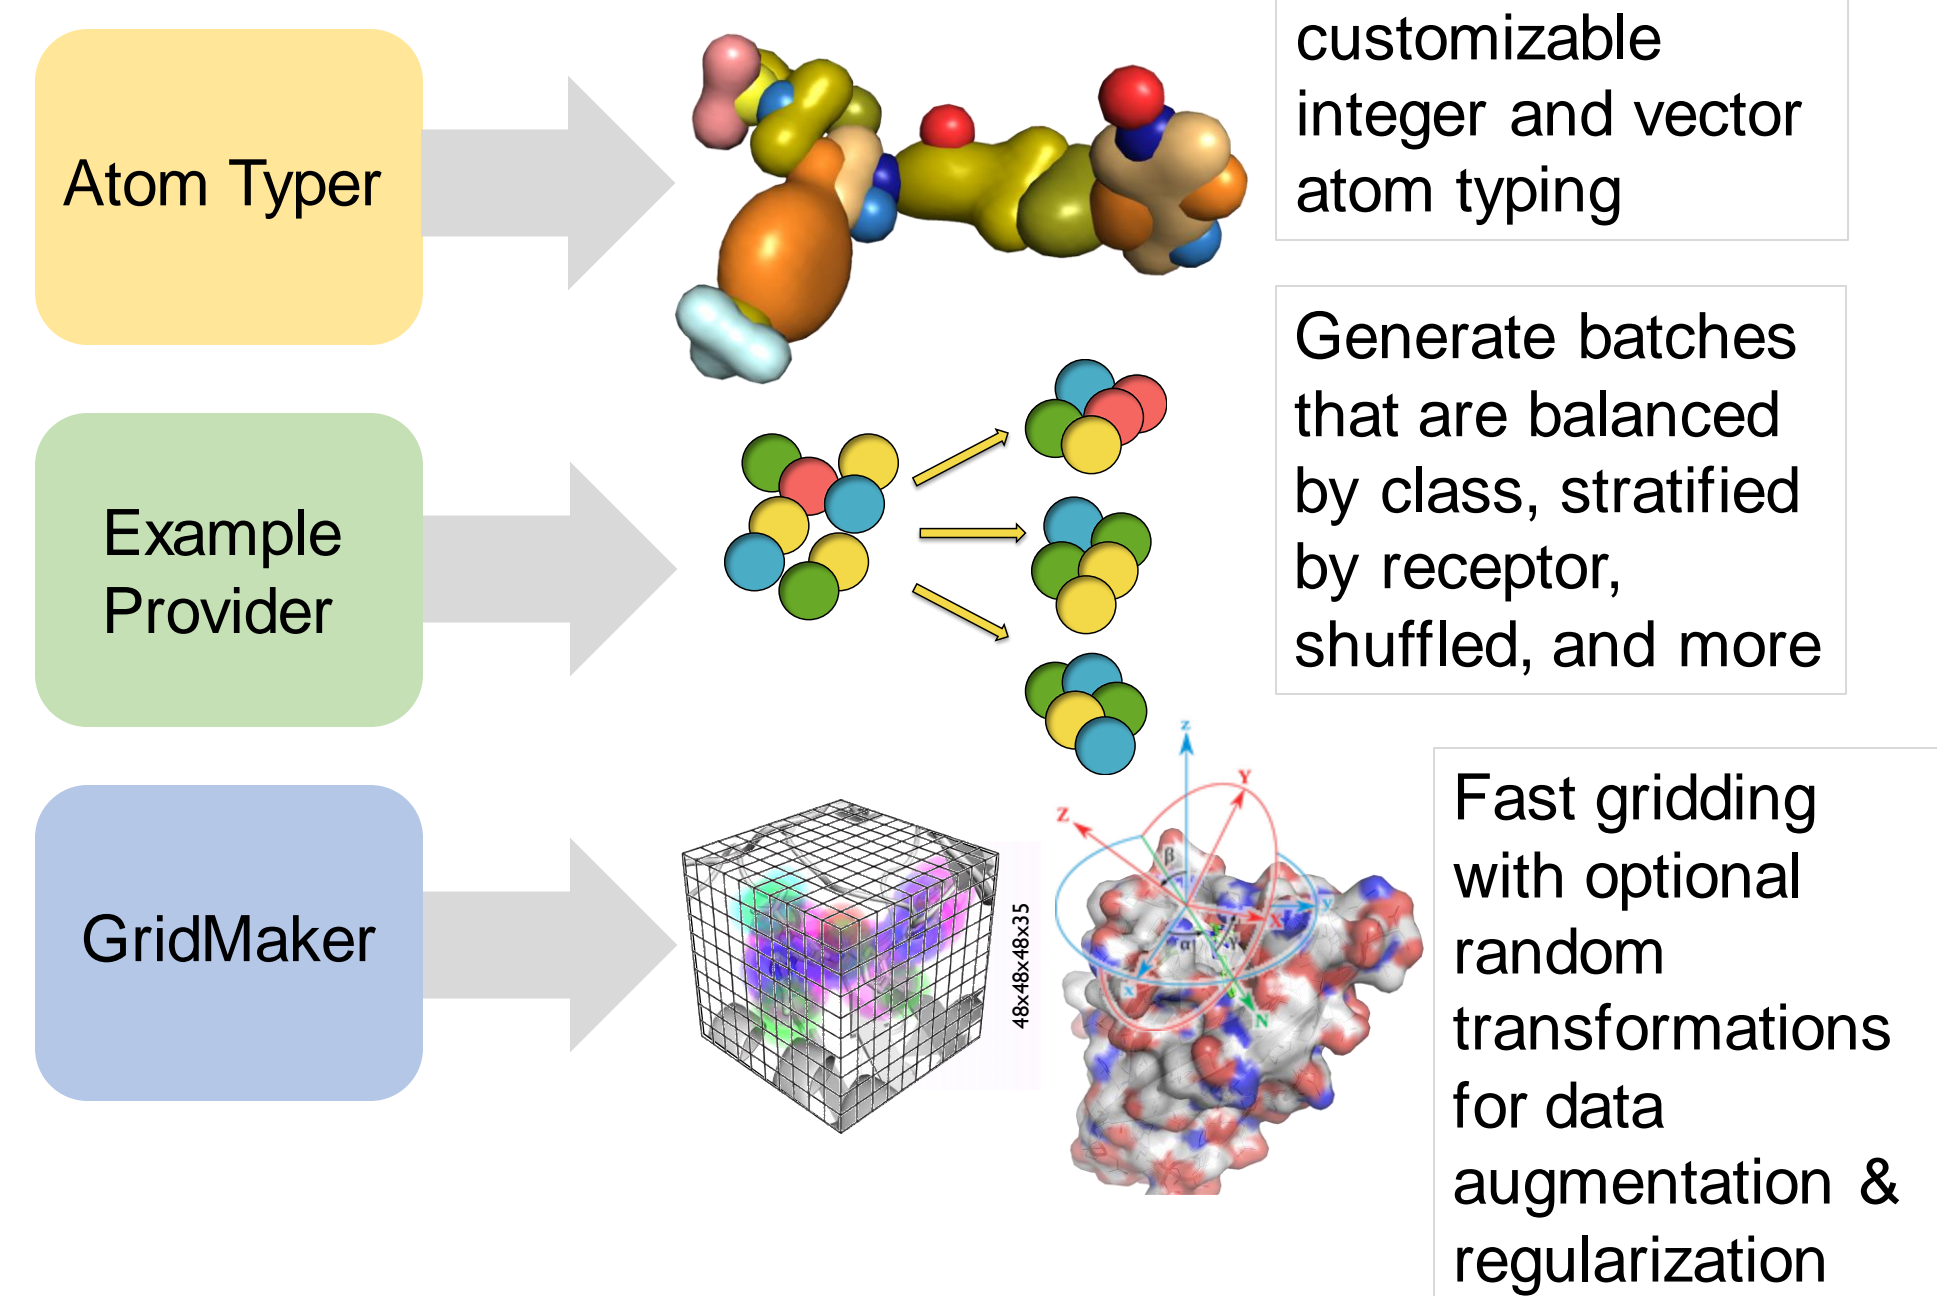 Atom Typer
customizable
integer and vector
atom typing
Example
Provider
Generate batches
that are balanced
by class, stratified
by receptor,
shuffled, and more
GridMaker
48x48x48x35
z
Y
Z
β
X
y
α
γ
x
N
Fast gridding
with optional
random
transformations
for data
augmentation &
regularization